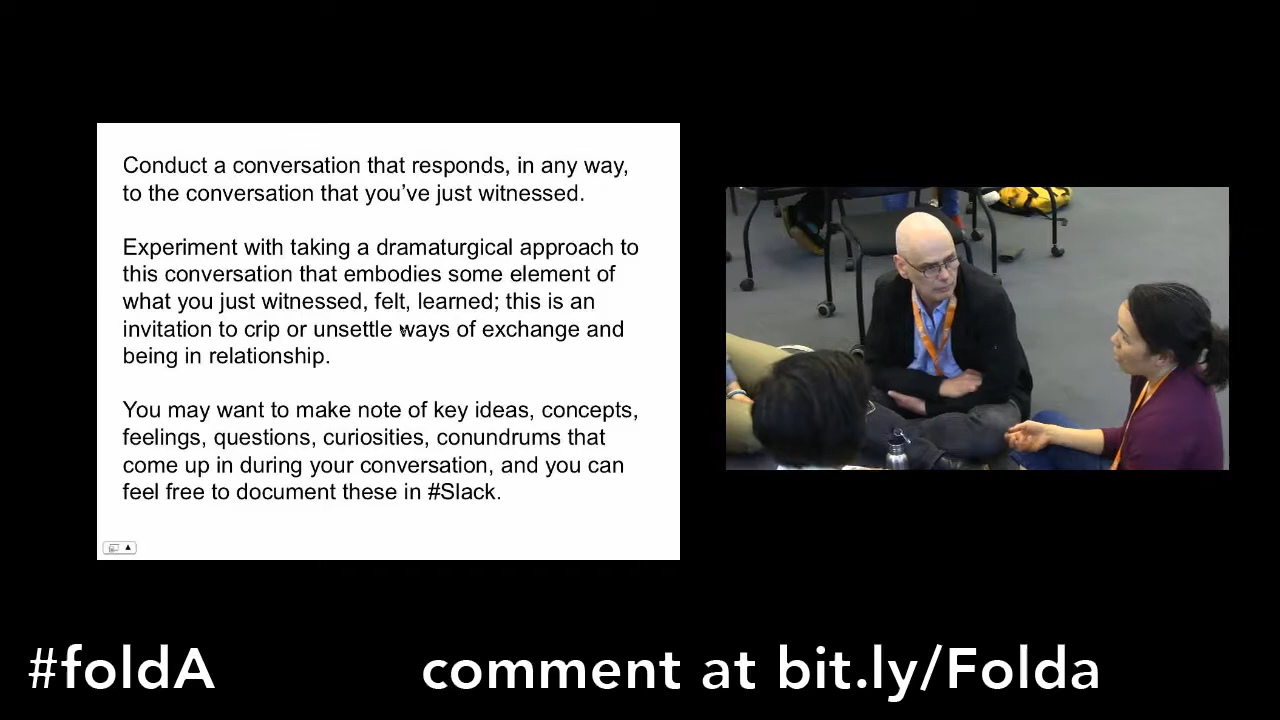 Conduct a conversation that responds, in any way,
to the conversation that you’ve just witnessed.
Experiment with taking a dramaturgical approach to
this conversation that embodies some element of
what you just witnessed, felt, learned; this is an
invitation to crip or unsettle ways of exchange and
being in relationship.
You may want to make note of key ideas, concepts,
feelings, questions, curiosities, conundrums that
come up in during your conversation, and you can
feel free to document these in #Slack.
#foldA
comment at bit.ly/Folda